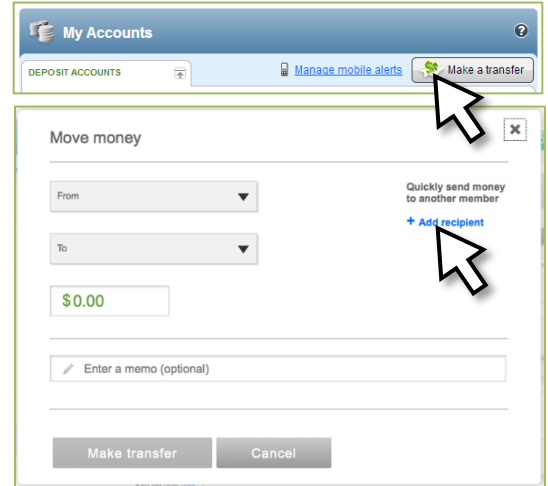 My Accounts ?
DEPOSIT ACCOUNTS Manage mobile alerts Make a transfer
Move money
From
To
$0.00
Quickly send money
to another member
+ Add recipient
Enter a memo (optional)
Make transfer Cancel